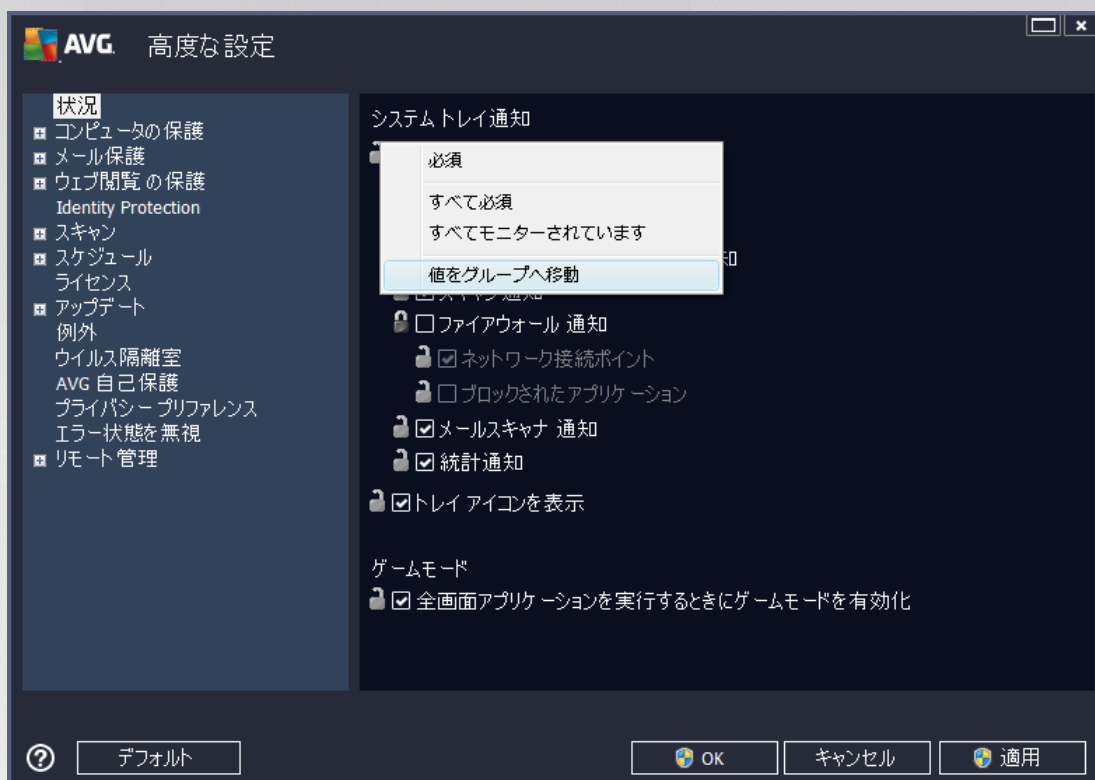 AVG. 高度な設定
状況
コンピュータの保護
メール保護
ウェブ閲覧 の保護
Identity Protection
スキャン
スケジュール
ライセンス
アップデート
例外
ウイルス隔離室
AVG 自己保護
プライバシー プリファレンス
エラー状態を無視
リモート管理
システムトレイ通知
必須
すべて必須
すべてモニターされています
値をグループへ移動
スキャン通知
ファイアウォール 通知
ネットワーク接続ポイント
ブロックされたアプリケーション
メールスキャナ 通知
統計通知
トレイ アイコンを表示
ゲームモード
全画面アプリケーションを実行するときにゲームモードを有効化
デフォルト
OK
キャンセル
適用